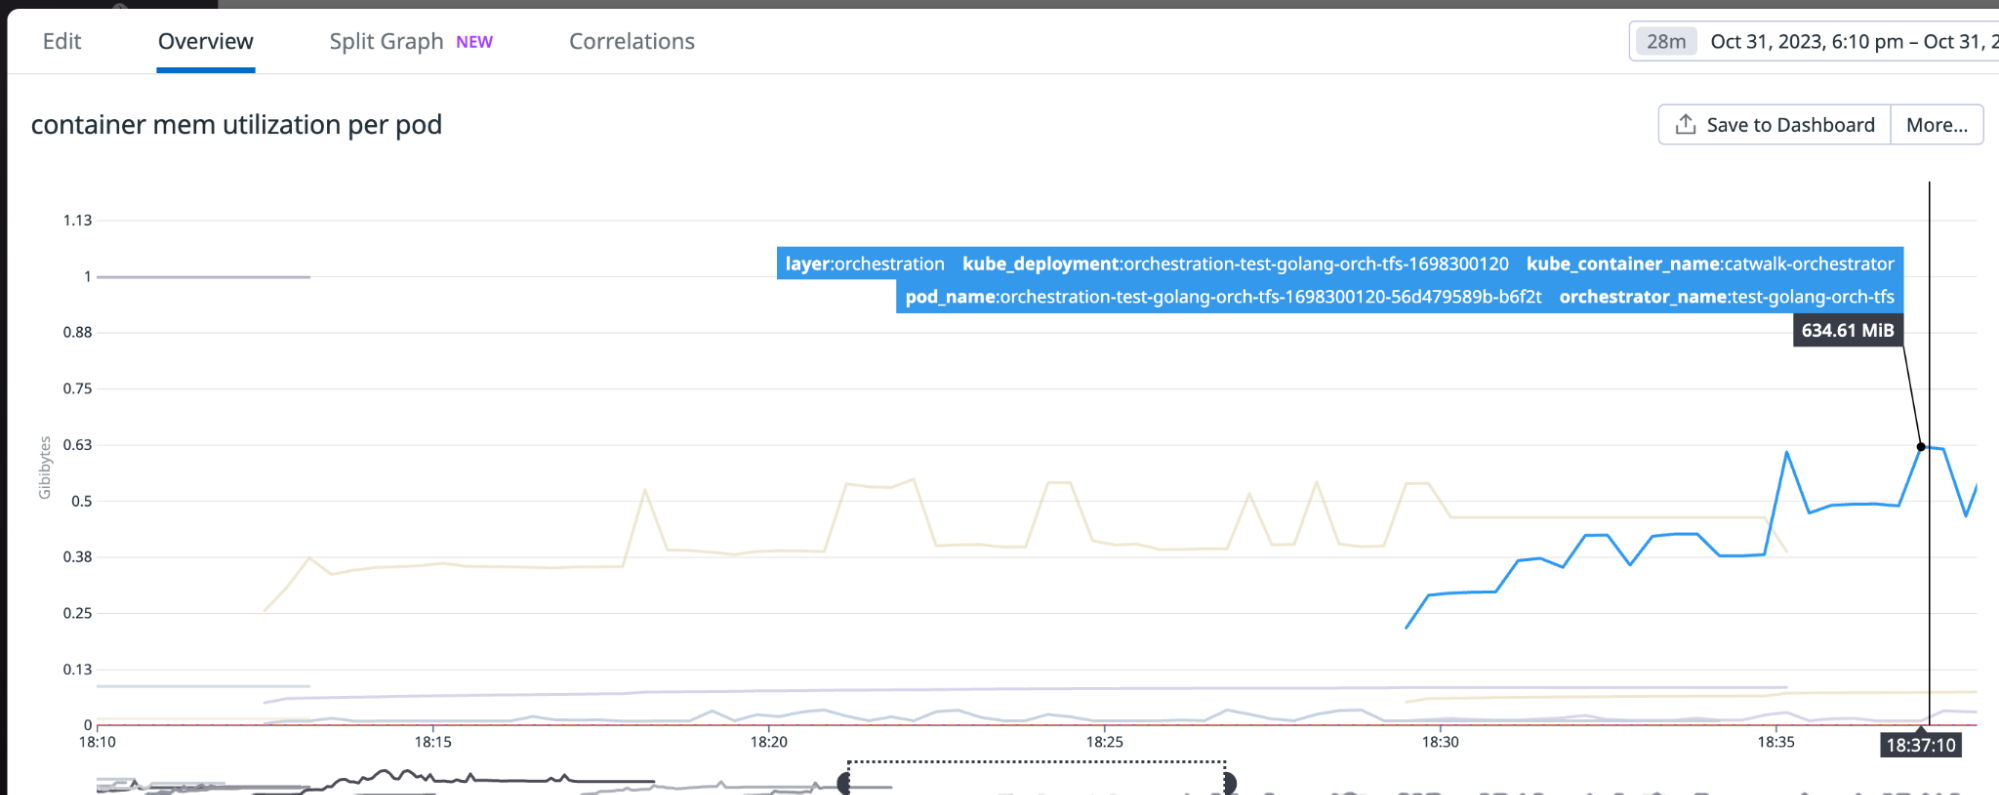 Edit Overview Split Graph NEW Correlations 28m Oct 31, 2023, 6:10 pm – Oct 31, 2
container mem utilization per pod
Save to Dashboard More...
1.13
layer:orchestration kube_deployment:orchestration-test-golang-orch-tfs-1698300120 kube_container_name:catwalk-orchestrator
1
pod_name:orchestration-test-golang-orch-tfs-1698300120-56d479589b-b6f2t orchestrator_name:test-golang-orch-tfs
0.88
634.61 MiB
0.75
0.63
Gibibytes
0.5
0.38
0.25
0.13
0
18:10 18:15 18:20 18:25 18:30 18:35 18:37:10